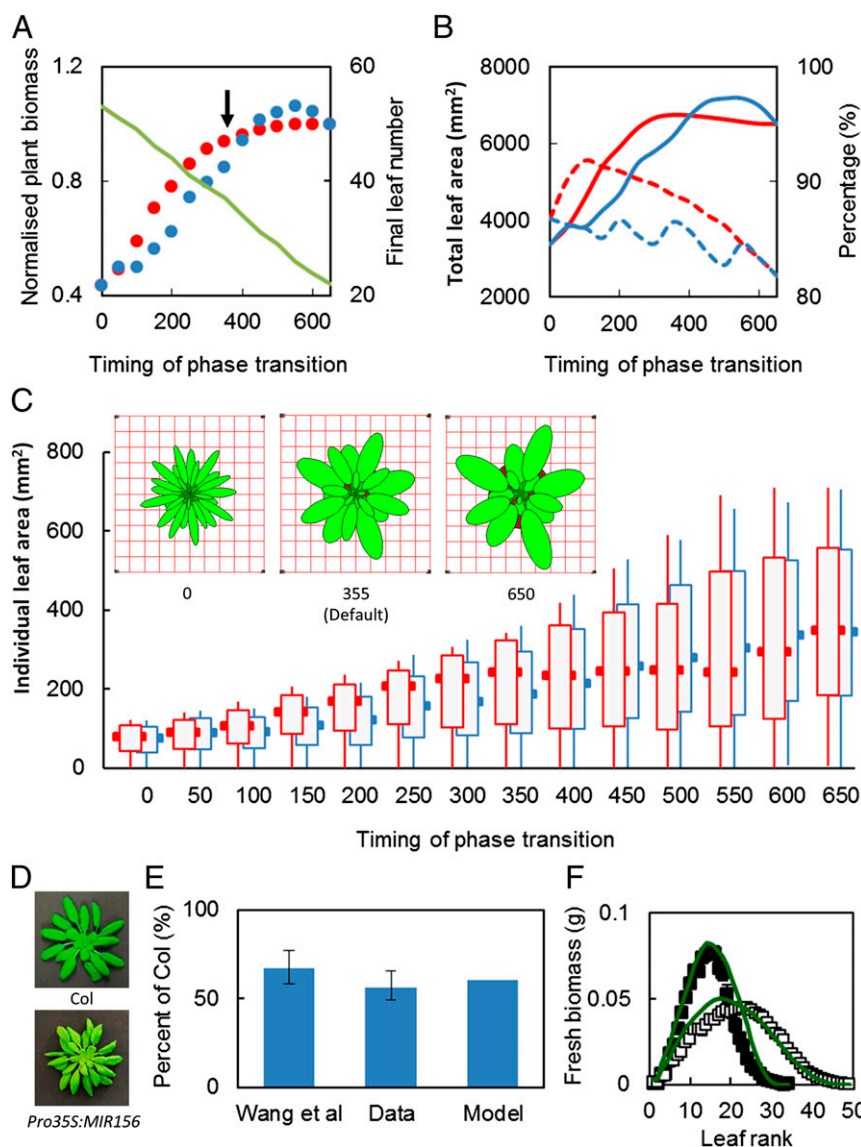 A
Normalised plant biomass
1.2
0.8
0.4
60
40
20
Final leaf number
0 200 400 600
Timing of phase transition
B
Total leaf area (mm²)
8000
6000
4000
2000
100
90
80
Percentage (%)
0 200 400 600
Timing of phase transition
C
Individual leaf area (mm²)
800
600
400
200
0
0
355
(Default)
650
0 50 100 150 200 250 300 350 400 450 500 550 600 650
Timing of phase transition
D
Col
Pro35S:MIR156
E
Percent of Col (%)
100
50
0
Wang et al Data Model
F
Fresh biomass (g)
0.1
0.05
0
0 10 20 30 40 50
Leaf rank